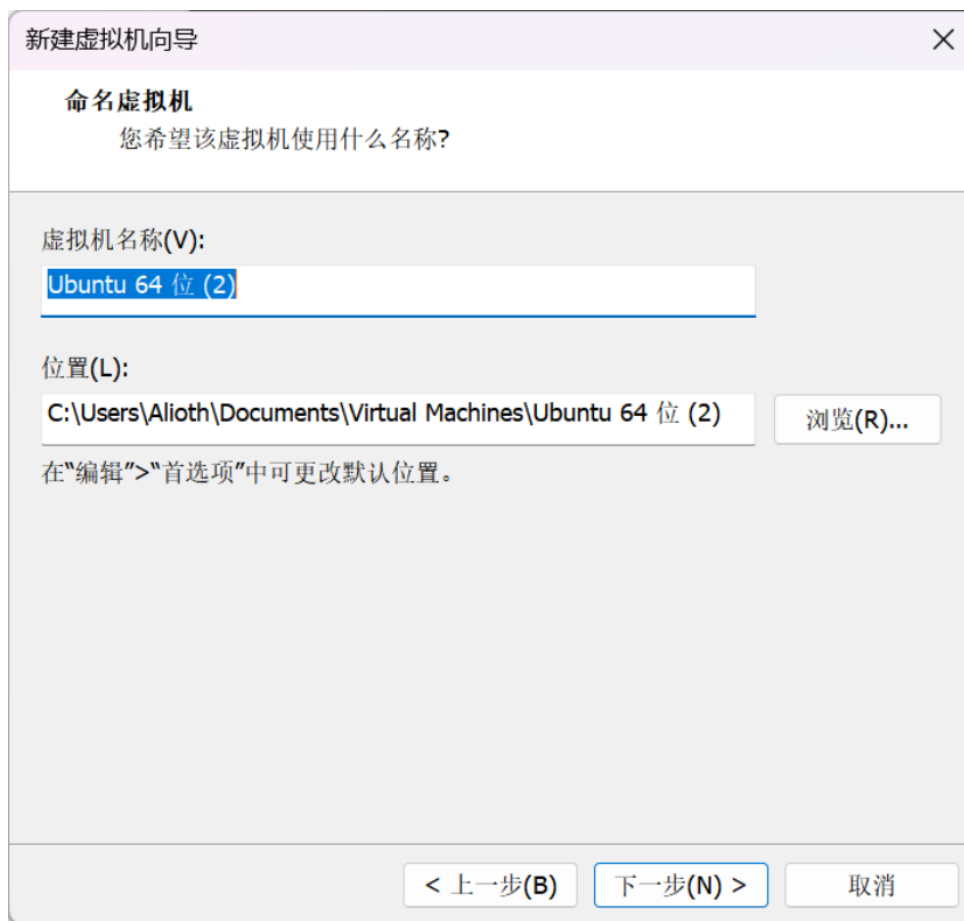 新建虚拟机向导
命名虚拟机
您希望该虚拟机使用什么名称?
虚拟机名称(V):
Ubuntu 64 位 (2)
位置(L):
C:\Users\Alioth\Documents\Virtual Machines\Ubuntu 64 位 (2)
浏览(R)...
在“编辑”>“首选项”中可更改默认位置。
< 上一步(B) 下一步(N) > 取消